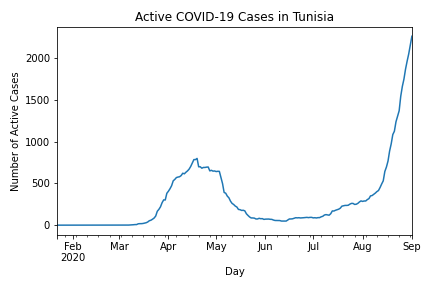 Active COVID-19 Cases in Tunisia
Number of Active Cases
2000
1500
1000
500
0
Feb Mar Apr May Jun Jul Aug Sep
2020
Day